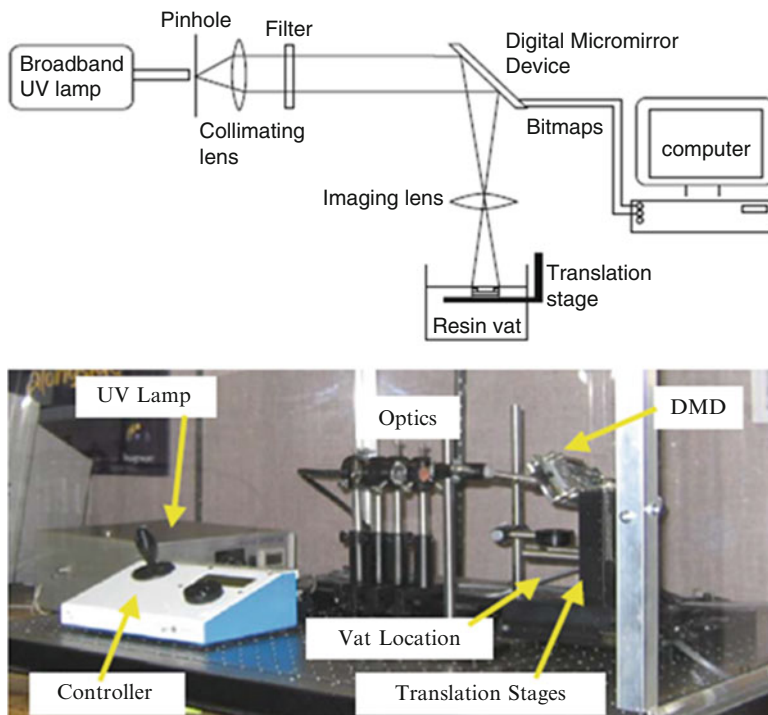 Pinhole
Filter
Broadband
UV lamp
Digital Micromirror
Device
Collimating
lens
Bitmaps
computer
Imaging lens
Translation
stage
Resin vat
UV Lamp
Optics
DMD
Vat Location
Controller
Translation Stages